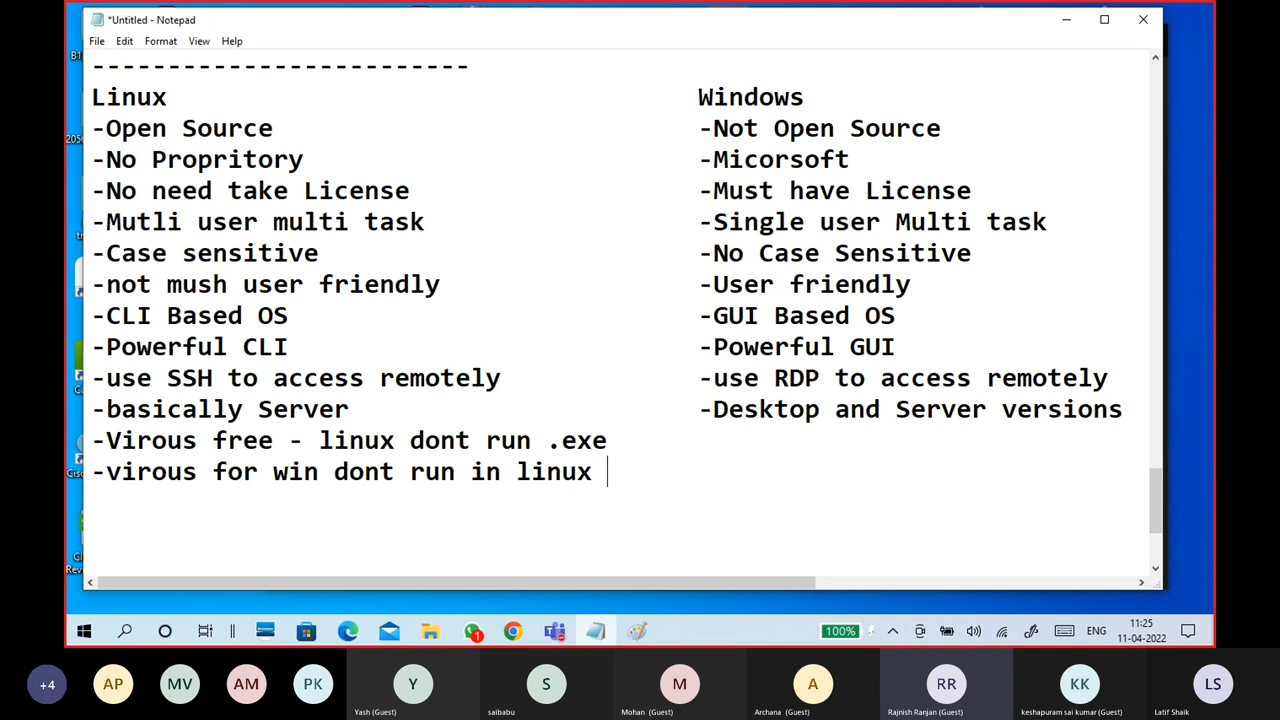 *Untitled - Notepad
File Edit Format View Help
-------------------------
Linux Windows
-Open Source -Not Open Source
-No Propritory -Micorsoft
-No need take License -Must have License
-Mutli user multi task -Single user Multi task
-Case sensitive -No Case Sensitive
-not mush user friendly -User friendly
-CLI Based OS -GUI Based OS
-Powerful CLI -Powerful GUI
-use SSH to access remotely -use RDP to access remotely
-basically Server -Desktop and Server versions
-Virous free - linux dont run .exe
-virous for win dont run in linux
1 100% ENG 11:25
11-04-2022
+4 AP MV AM PK Y S M A RR KK LS
Yash (Guest) saibabu Mohan (Guest) Archana (Guest) Rajnish Ranjan (Guest) keshapuram sai kumar (Guest) Latif Shaik